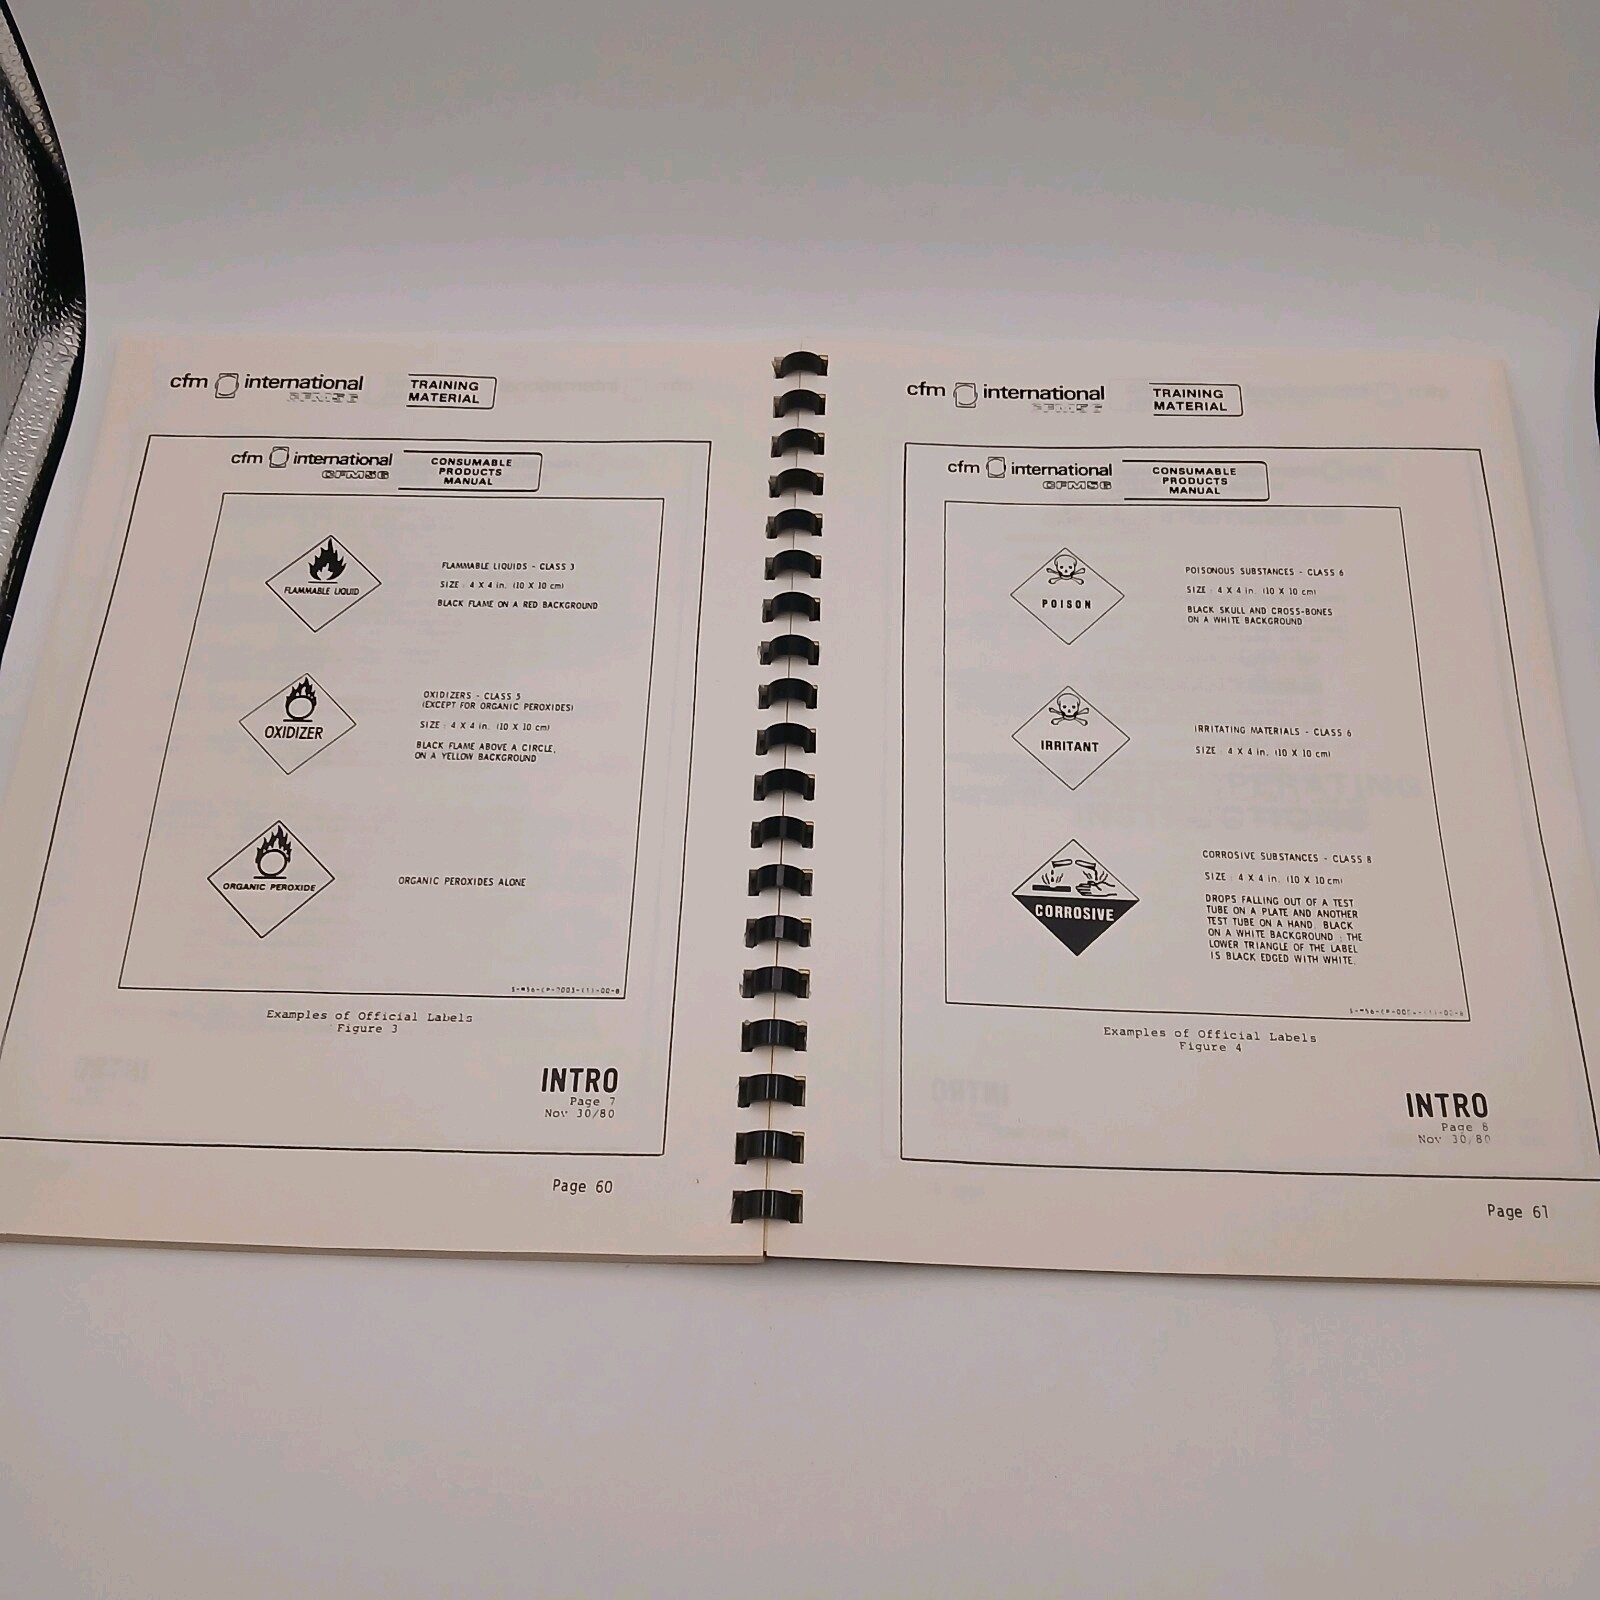 cfm international
CFM56
TRAINING
MATERIAL
cfm international
CFM56
CONSUMABLE
PRODUCTS
MANUAL
FLAMMABLE LIQUID
FLAMMABLE LIQUIDS - CLASS 3
SIZE : 4 X 4 in. (10 X 10 cm)
BLACK FLAME ON A RED BACKGROUND
OXIDIZER
OXIDIZERS - CLASS 5
(EXCEPT FOR ORGANIC PEROXIDES)
SIZE : 4 X 4 in. (10 X 10 cm)
BLACK FLAME ABOVE A CIRCLE,
ON A YELLOW BACKGROUND
ORGANIC PEROXIDE
ORGANIC PEROXIDES ALONE
Examples of Official Labels
Figure 3
INTRO
Page 7
Nov 30/80
Page 60
cfm international
TRAINING
MATERIAL
cfm international
CFM56
CONSUMABLE
PRODUCTS
MANUAL
POISON
POISONOUS SUBSTANCES - CLASS 6
SIZE : 4 X 4 in. (10 X 10 cm)
BLACK SKULL AND CROSS-BONES
ON A WHITE BACKGROUND
IRRITANT
IRRITATING MATERIALS - CLASS 6
SIZE : 4 X 4 in. (10 X 10 cm)
CORROSIVE
CORROSIVE SUBSTANCES - CLASS 8
SIZE : 4 X 4 in. (10 X 10 cm)
DROPS FALLING OUT OF A TEST
TUBE ON A PLATE AND ANOTHER
TEST TUBE ON A HAND BLACK
ON A WHITE BACKGROUND : THE
LOWER TRIANGLE OF THE LABEL
IS BLACK EDGED WITH WHITE.
Examples of Official Labels
Figure 4
INTRO
Page 8
Nov 30/80
Page 61